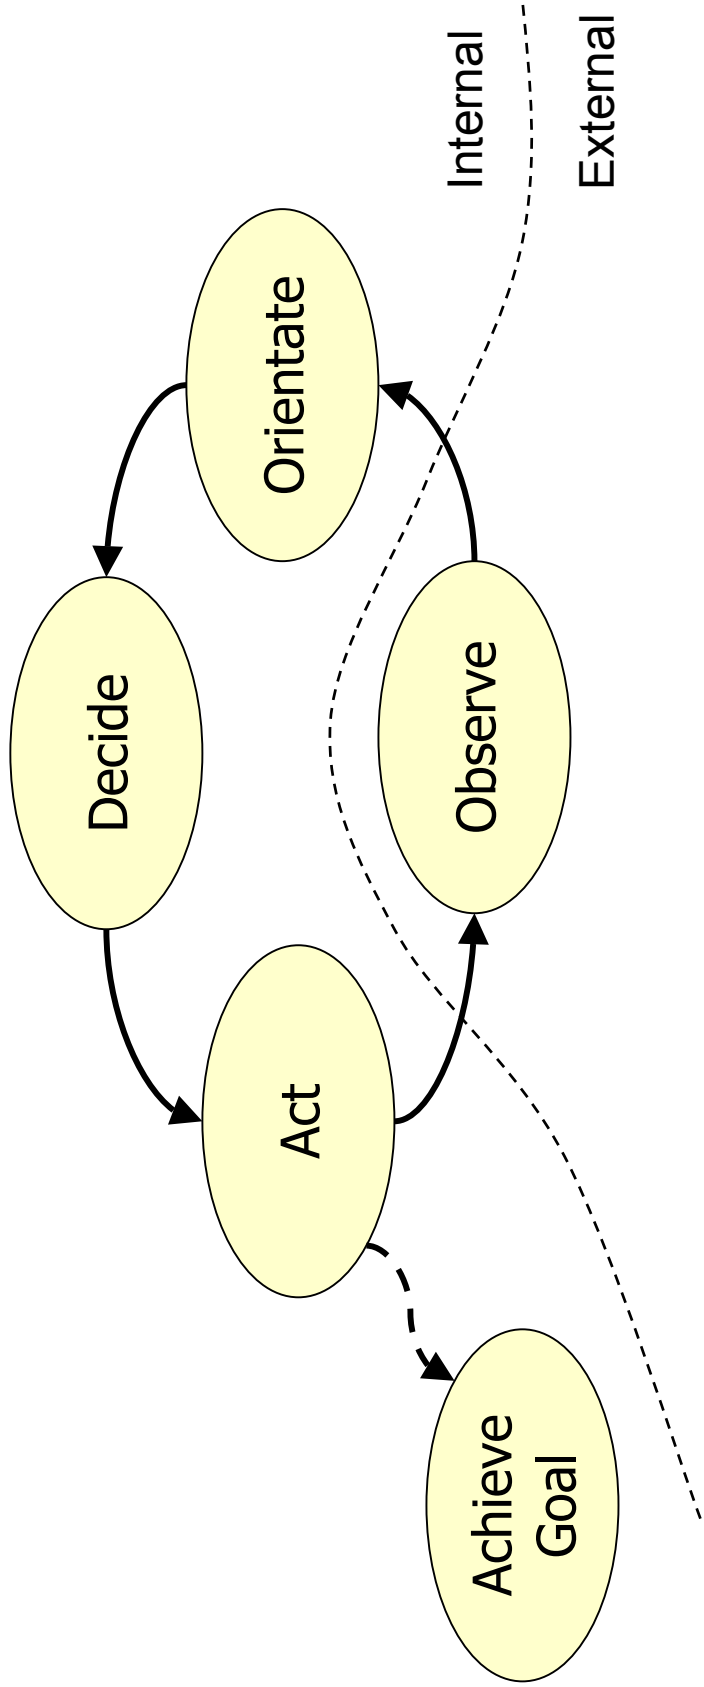 Decide
Act
Orientate
Achieve
Goal
Observe
Internal
External